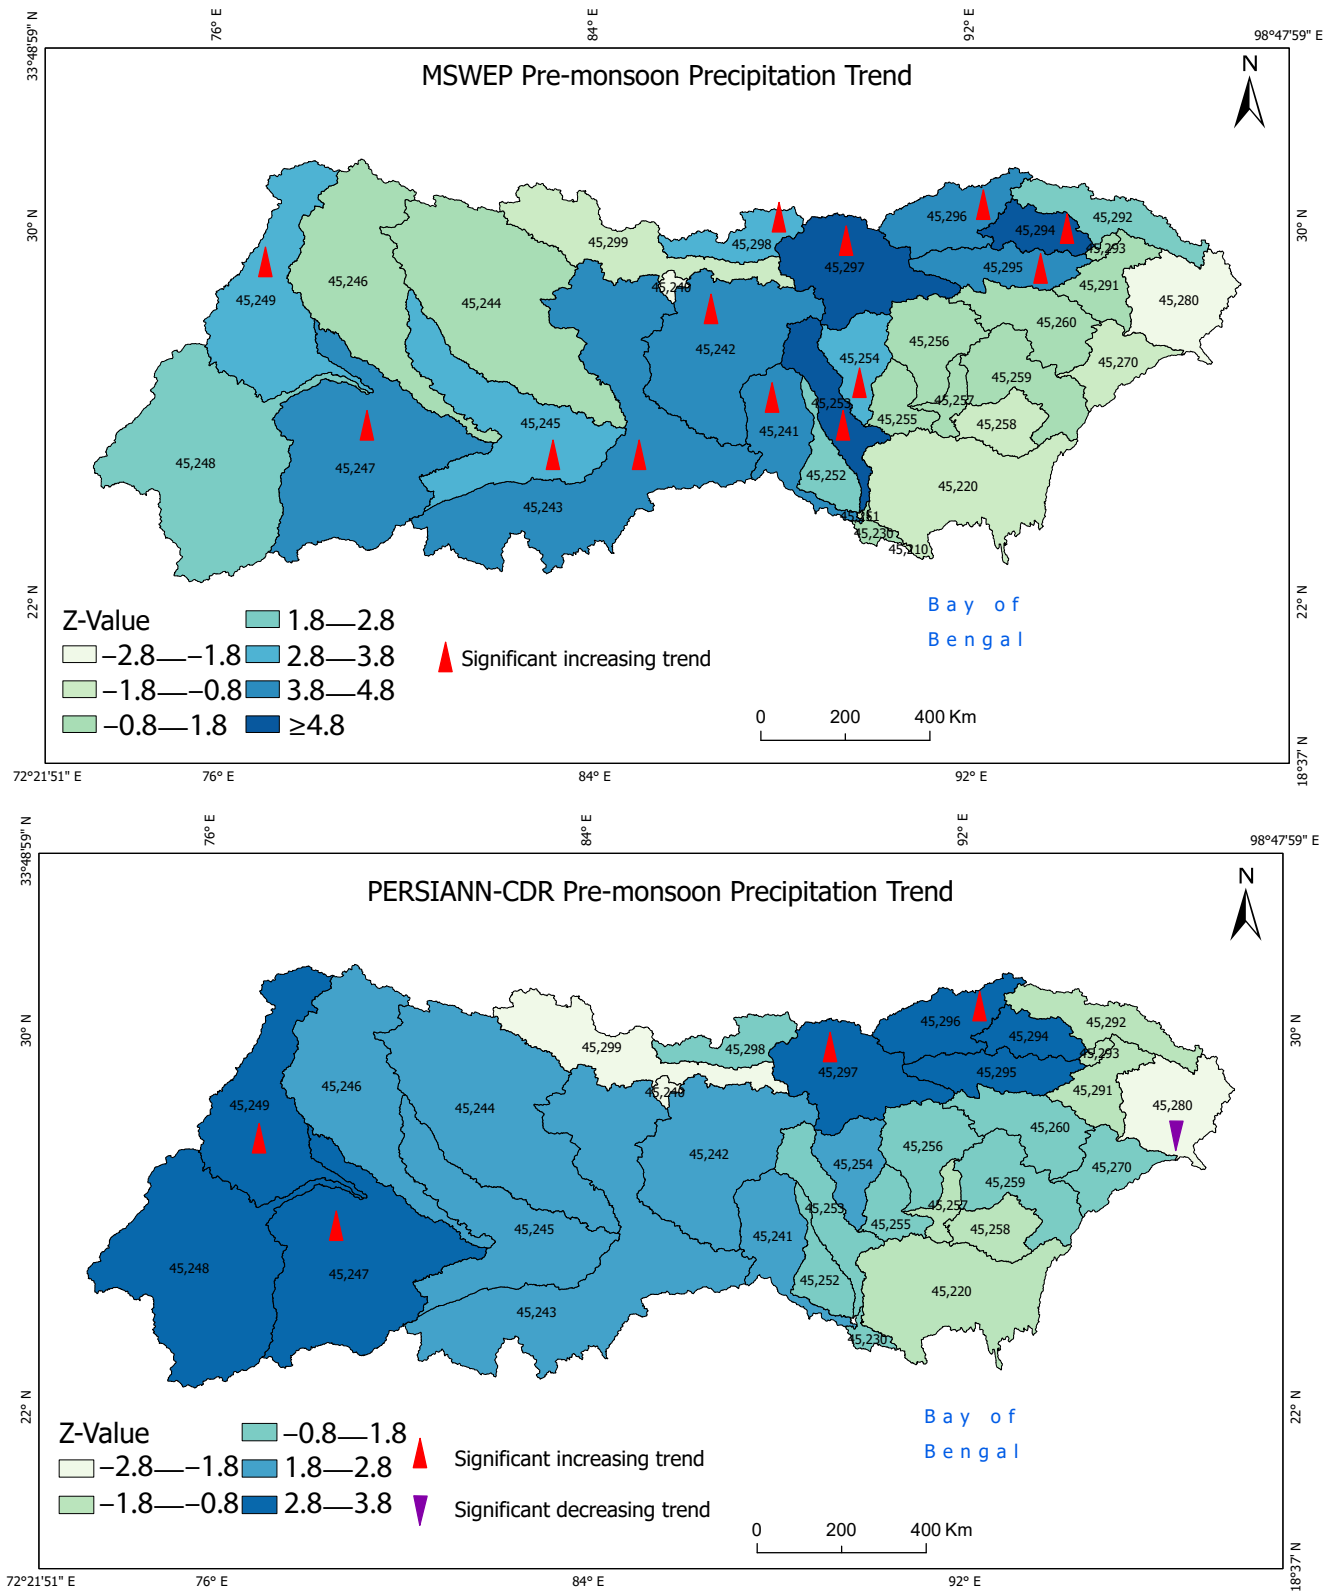 76° E 84° E 92° E 98°47'59" E
33°48'59" N
MSWEP Pre-monsoon Precipitation Trend
N
30° N 30° N
45,296
45,292
45,294
45,299
45,298
45,293
45,297
45,295
45,246
45,291
45,240
45,249
45,280
45,244
45,260
45,256
45,242
45,254
45,270
45,259
45,253
45,257
45,255
45,245
45,241
45,258
45,248
45,247
45,252
45,220
45,243
45,230
45,210
22° N 22° N
Bay of
Bengal
Z-Value
−2.8—−1.8
−1.8—−0.8
−0.8—1.8
1.8—2.8
2.8—3.8
3.8—4.8
≥4.8
Significant increasing trend
0 200 400 Km
18°37' N
72°21'51" E 76° E 84° E 92° E
76° E 84° E 92° E 98°47'59" E
33°48'59" N
PERSIANN-CDR Pre-monsoon Precipitation Trend
N
30° N 30° N
45,296
45,292
45,294
45,299
45,298
45,293
45,297
45,295
45,246
45,291
45,240
45,249
45,280
45,244
45,260
45,256
45,242
45,254
45,270
45,259
45,253
45,257
45,255
45,245
45,241
45,258
45,248
45,247
45,252
45,220
45,243
45,230
22° N 22° N
Bay of
Bengal
Z-Value
−2.8—−1.8
−1.8—−0.8
−0.8—1.8
1.8—2.8
2.8—3.8
Significant increasing trend
Significant decreasing trend
0 200 400 Km
18°37' N
72°21'51" E 76° E 84° E 92° E